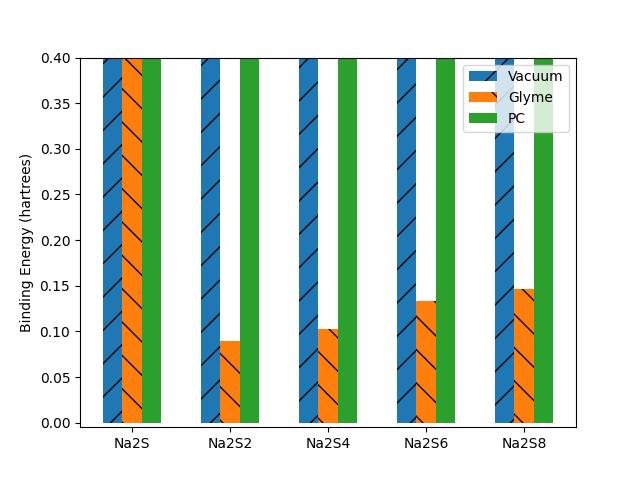 0.40
0.35
0.30
0.25
0.20
0.15
0.10
0.05
0.00
Binding Energy (hartrees)
Na2S
Na2S2
Na2S4
Na2S6
Na2S8
Vacuum
Glyme
PC